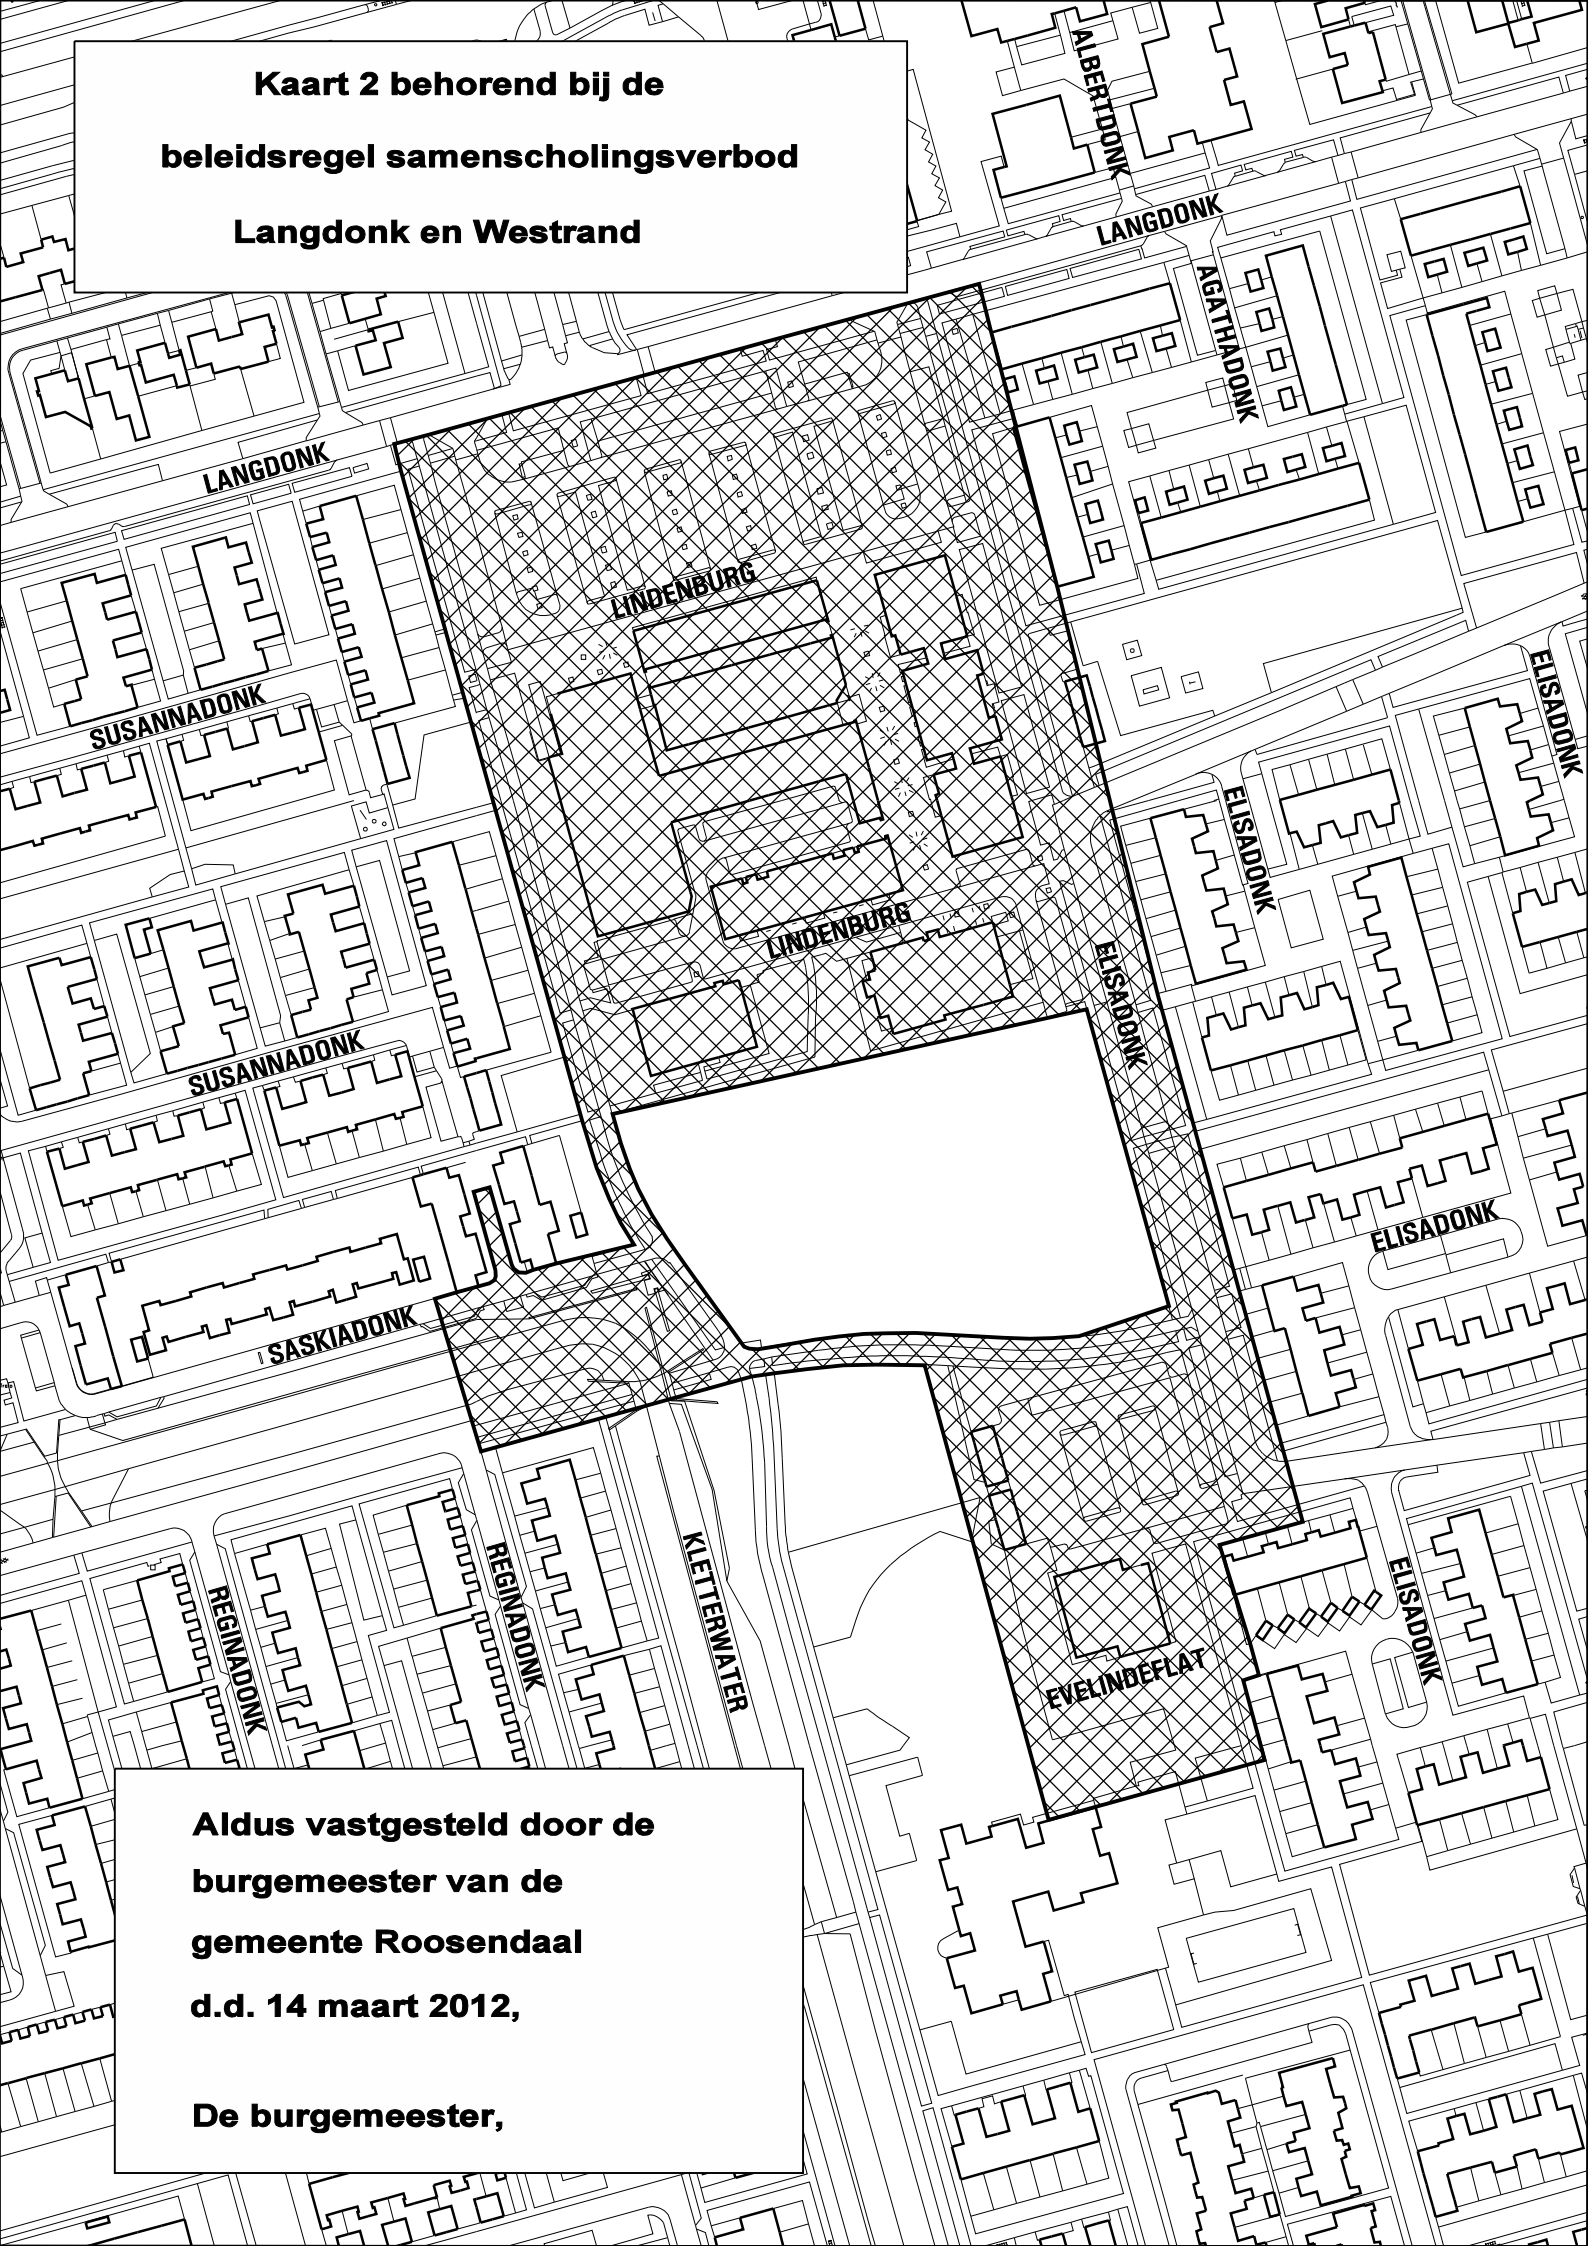 Kaart 2 behorend bij de
beleidsregel samenscholingsverbod
Langdonk en Westrand
ALBERTDONK
LANGDONK
AGATHADONK
LANGDONK
LINDENBURG
SUSANNADONK
ELISADONK
ELISADONK
LINDENBURG
ELISADONK
SUSANNADONK
ELISADONK
SASKIADONK
REGINADONK
REGINADONK
KLETTERWATER
ELISADONK
EVELINDEFLAT
Aldus vastgesteld door de
burgemeester van de
gemeente Roosendaal
d.d. 14 maart 2012,
De burgemeester,